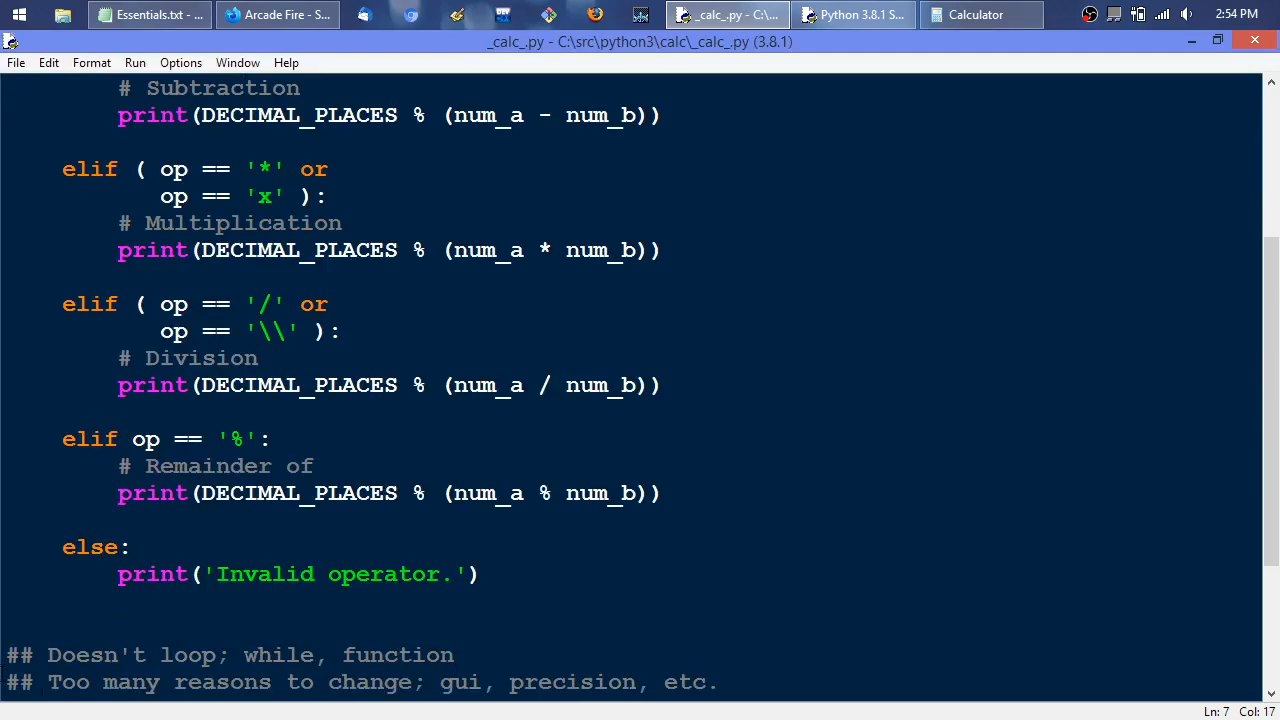 Essentials.txt - ...
Arcade Fire - S...
_calc_.py - C:\s...
Python 3.8.1 S...
Calculator
2:54 PM
_calc_.py - C:\src\python3\calc\_calc_.py (3.8.1)
File Edit Format Run Options Window Help
# Subtraction
print(DECIMAL_PLACES % (num_a - num_b))
elif ( op == '*' or
op == 'x' ):
# Multiplication
print(DECIMAL_PLACES % (num_a * num_b))
elif ( op == '/' or
op == '\\' ):
# Division
print(DECIMAL_PLACES % (num_a / num_b))
elif op == '%':
# Remainder of
print(DECIMAL_PLACES % (num_a % num_b))
else:
print('Invalid operator.')
## Doesn't loop; while, function
## Too many reasons to change; gui, precision, etc.
Ln: 7 Col: 17